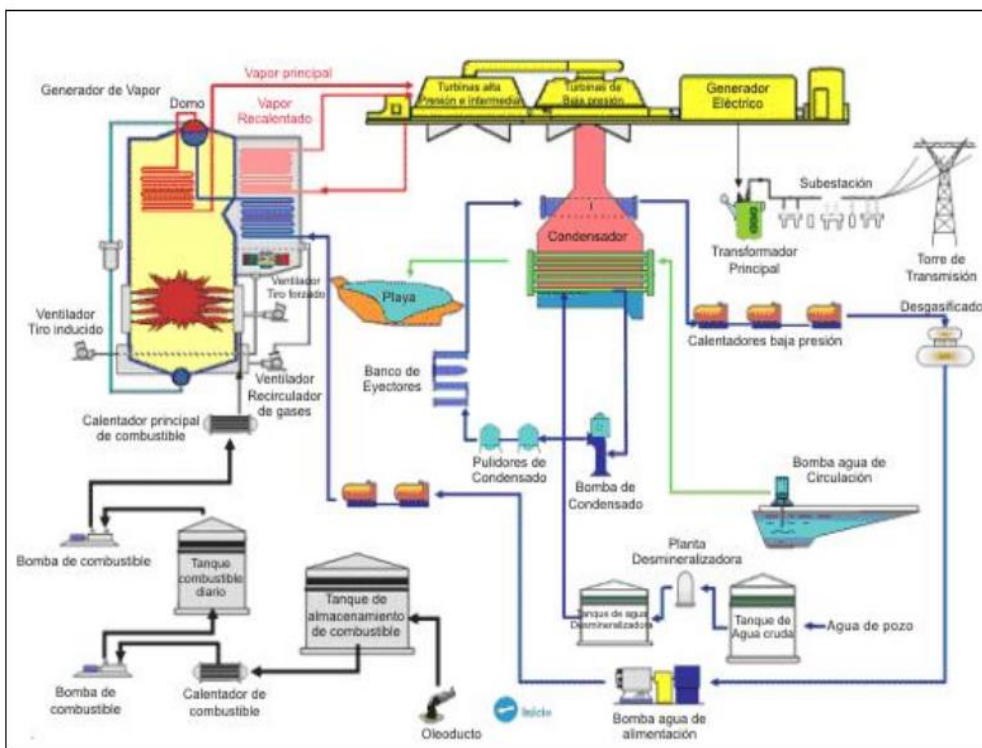 Generador de Vapor
Domo
Vapor principal
Vapor
Recalentado
Turbinas alta
Presión e intermedia
Turbinas de
Baja presión
Generador
Eléctrico
Subestación
Transformador
Principal
Torre de
Transmisión
Condensador
Playa
Ventilador
Tiro forzado
Ventilador
Tiro inducido
Ventilador
Recirculador
de gases
Calentador principal
de combustible
Banco de
Eyectores
Calentadores baja presión
Desgasificado
Pulidores de
Condensado
Bomba de
Condensado
Bomba agua de
Circulación
Bomba de combustible
Tanque
combustible
diario
Tanque de
almacenamiento
de combustible
Planta
Desmineralizadora
Tanque de agua
Desmineralizadora
Tanque de
Agua cruda
Agua de pozo
Bomba de
combustible
Calentador de
combustible
Oleoducto
Inicio
Bomba agua de
alimentación